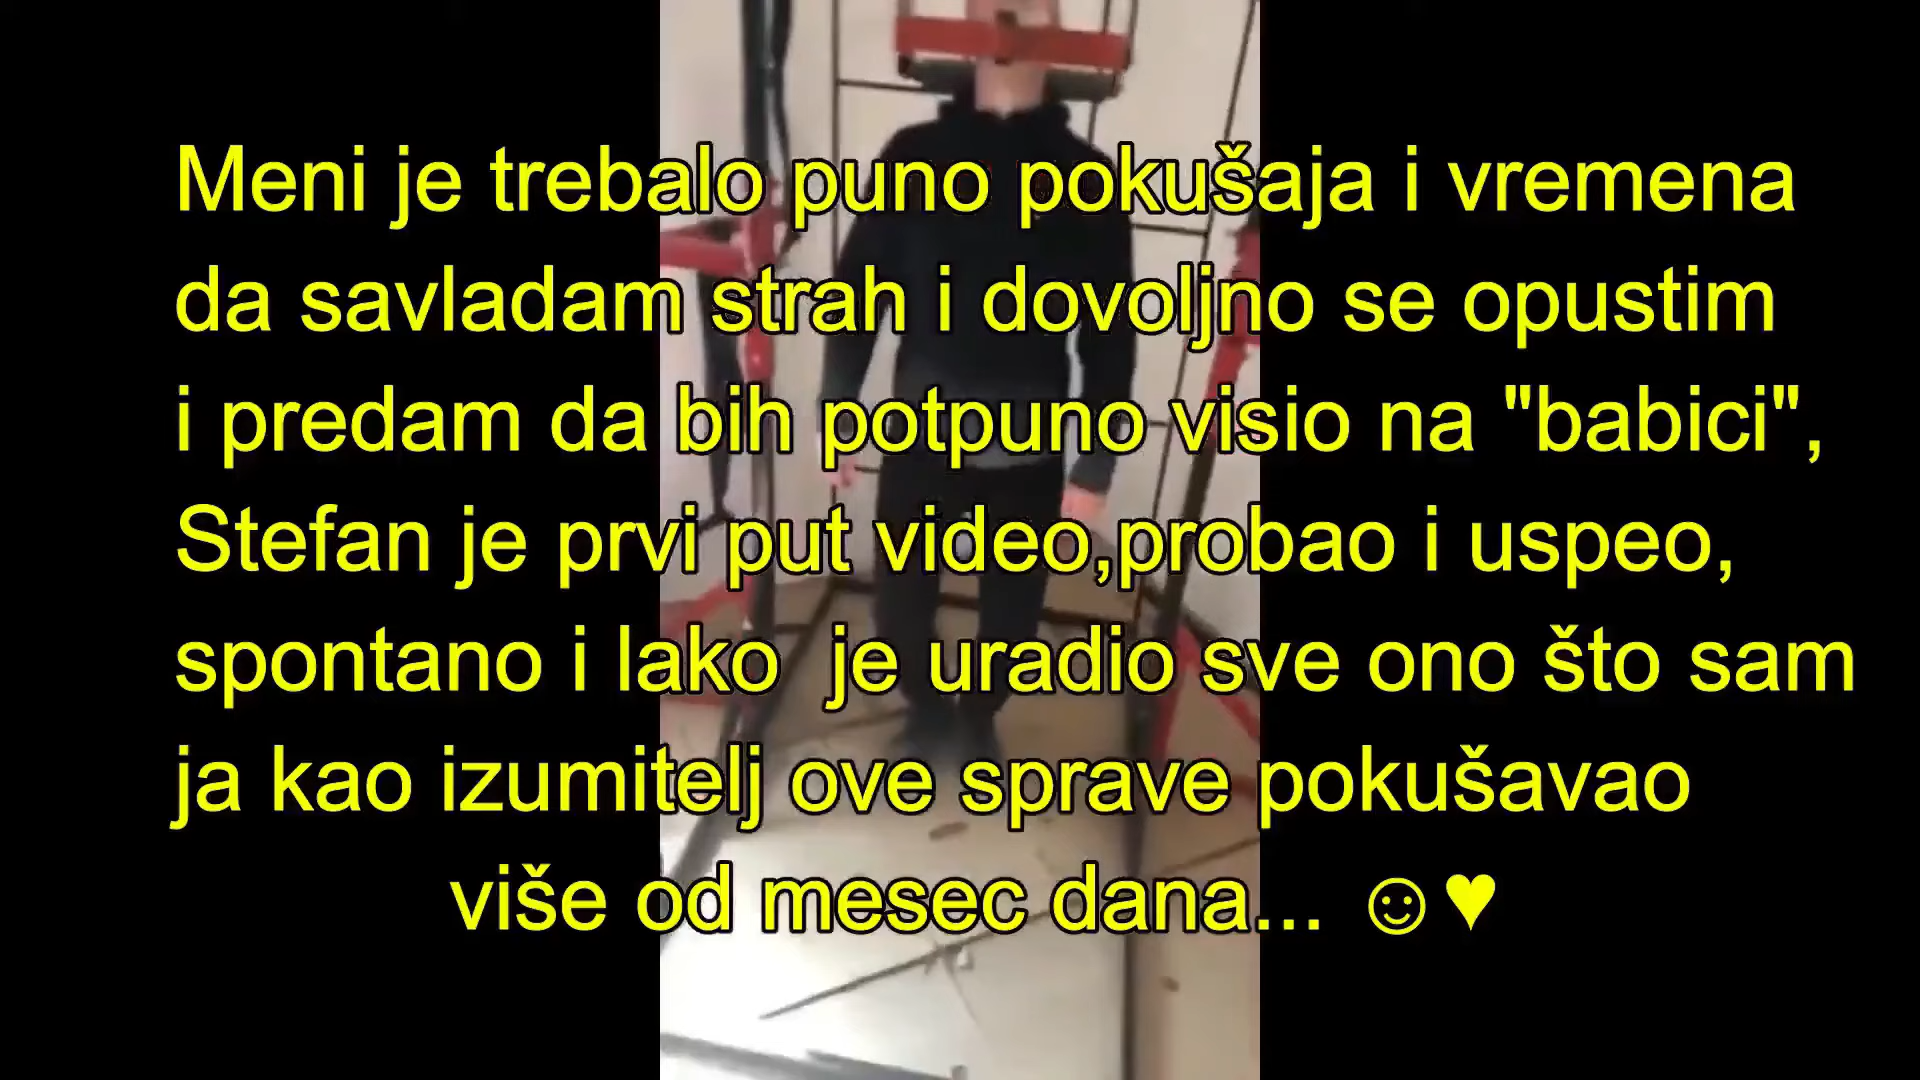 Meni je trebalo puno pokušaja i vremena
da savladam strah i dovoljno se opustim
i predam da bih potpuno visio na "babici",
Stefan je prvi put video,probao i uspeo,
spontano i lako  je uradio sve ono što sam
ja kao izumitelj ove sprave pokušavao
više od mesec dana... ☺♥